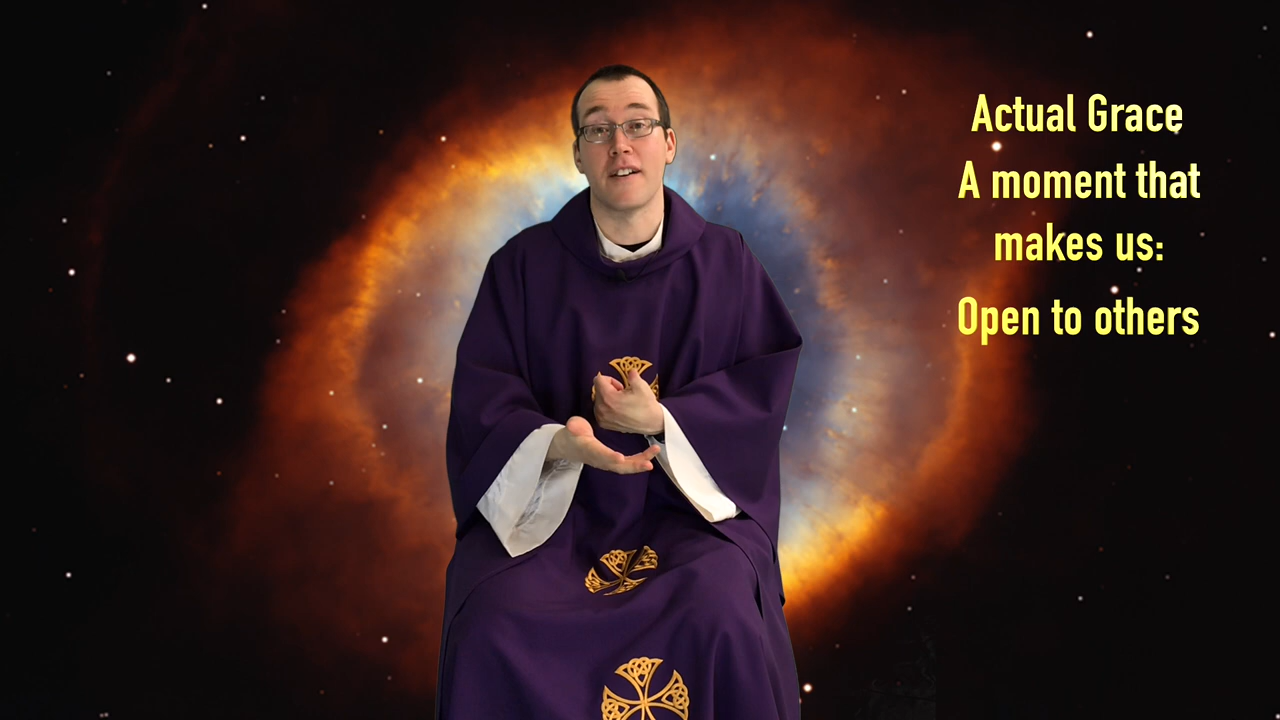 Actual Grace
A moment that
makes us:
Open to others